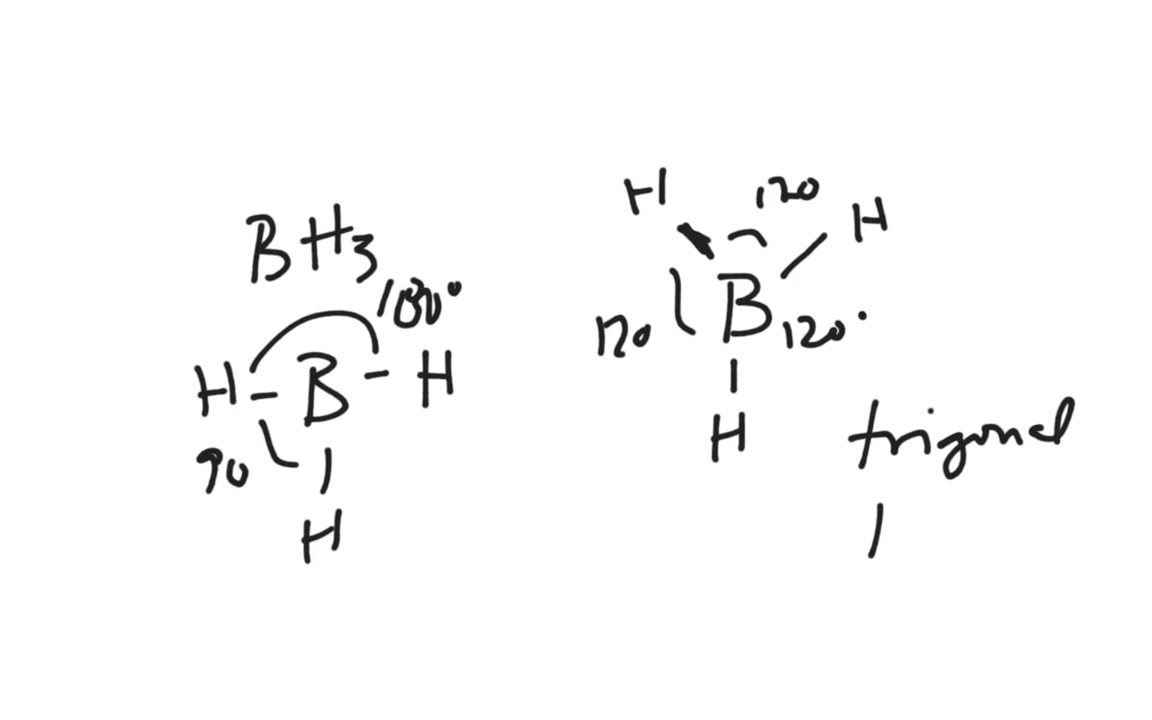 BH3
180°
H - B - H
90
H
H 120 H
120 B 120°
H
trigonal